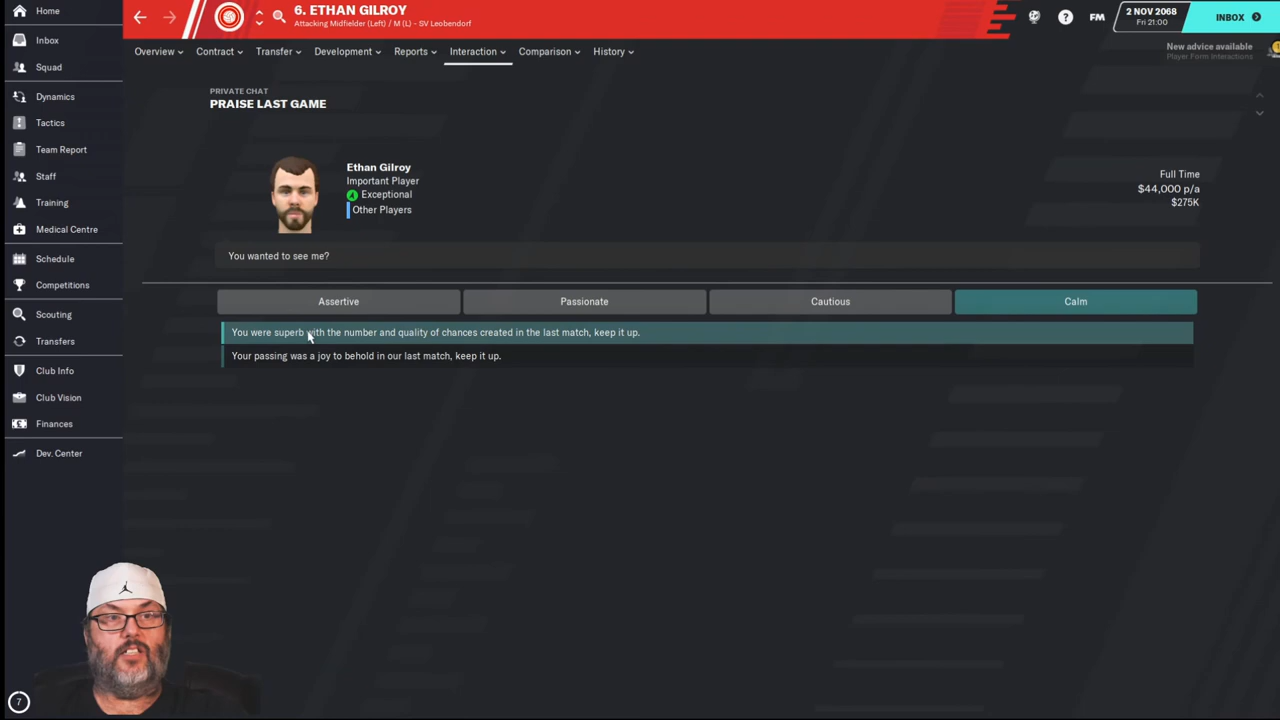 Home
Inbox
Squad
Dynamics
Tactics
Team Report
Staff
Training
Medical Centre
Schedule
Competitions
Scouting
Transfers
Club Info
Club Vision
Finances
Dev. Center
7
6. ETHAN GILROY
Attacking Midfielder (Left) / M (L) - SV Leobendorf
?
FM
2 NOV 2068
Fri 21:00
INBOX
Overview
Contract
Transfer
Development
Reports
Interaction
Comparison
History
New advice available
Player Form Interactions
PRIVATE CHAT
PRAISE LAST GAME
Ethan Gilroy
Important Player
Exceptional
Other Players
Full Time
$44,000 p/a
$275K
You wanted to see me?
Assertive
Passionate
Cautious
Calm
You were superb with the number and quality of chances created in the last match, keep it up.
Your passing was a joy to behold in our last match, keep it up.